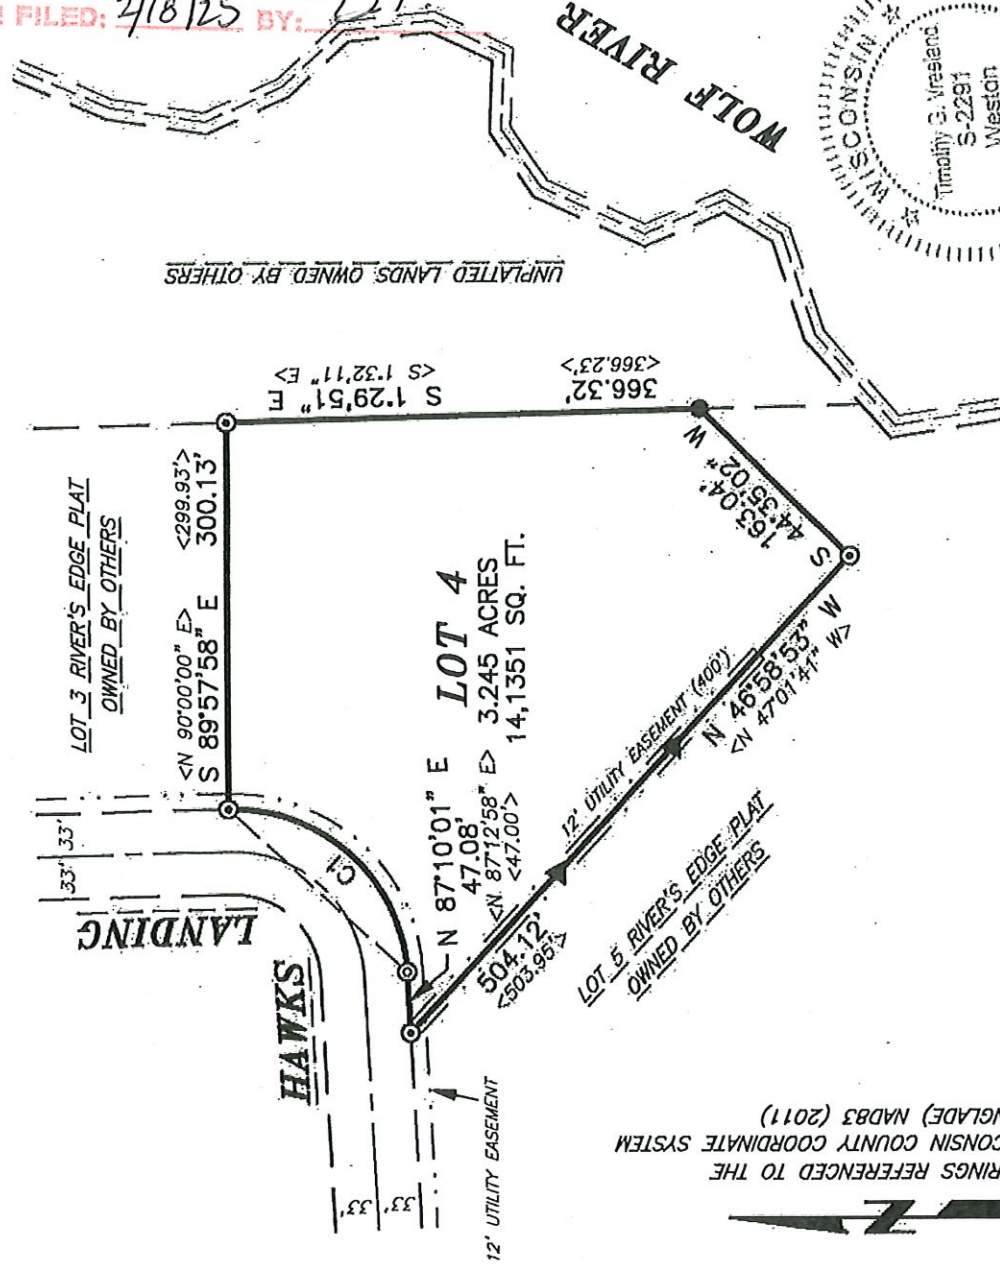 FILED: 2/18/25 BY:
WOLF RIVER
WISCONSIN
Timothy G. Vreeland
S-2291
Weston
UNPLATTED LANDS OWNED BY OTHERS
LOT 3 RIVER'S EDGE PLAT
OWNED BY OTHERS
<N 90°00'00" E> <299.93'>
S 89°57'58" E 300.13'
S 1°29'51" E 366.32'
<S 1°32'11" E> <366.23'>
163.04'
S 44°35'02" W
LOT 4
3.245 ACRES
14,1351 SQ. FT.
N 87°10'01" E
47.08'
<N 87°12'58" E>
<47.00'>
C1
33' 33'
HAWKS LANDING
12' UTILITY EASEMENT (400')
504.12' N 46°58'53" W
<503.95'> <N 47°01'41" W>
LOT 5 RIVER'S EDGE PLAT
OWNED BY OTHERS
12' UTILITY EASEMENT
33' 33'
RINGS REFERENCED TO THE
CONSIN COUNTY COORDINATE SYSTEM
NGLADE) NAD83 (2011)
N